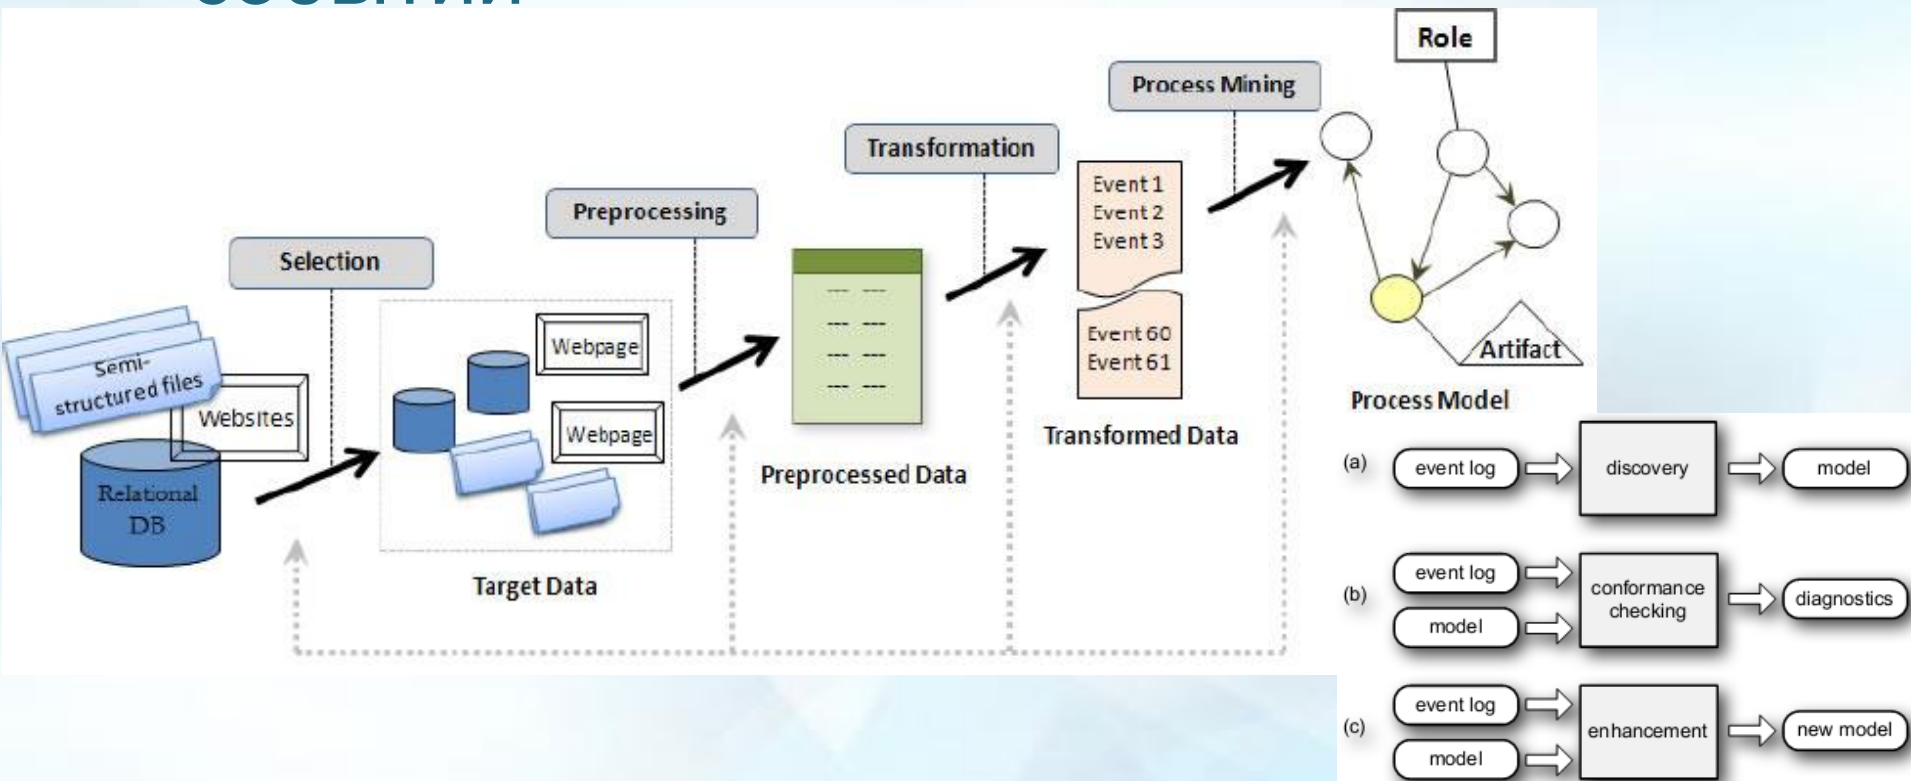 событий
Role
Process Mining
Transformation
Event 1
Event 2
Event 3
Preprocessing
Selection
Event 60
Event 61
Artifact
Webpage
Semi-
structured files
Websites
Webpage
Process Model
Transformed Data
Preprocessed Data
Relational
DB
Target Data
(a)
event log
discovery
model
(b)
event log
model
conformance
checking
diagnostics
(c)
event log
model
enhancement
new model